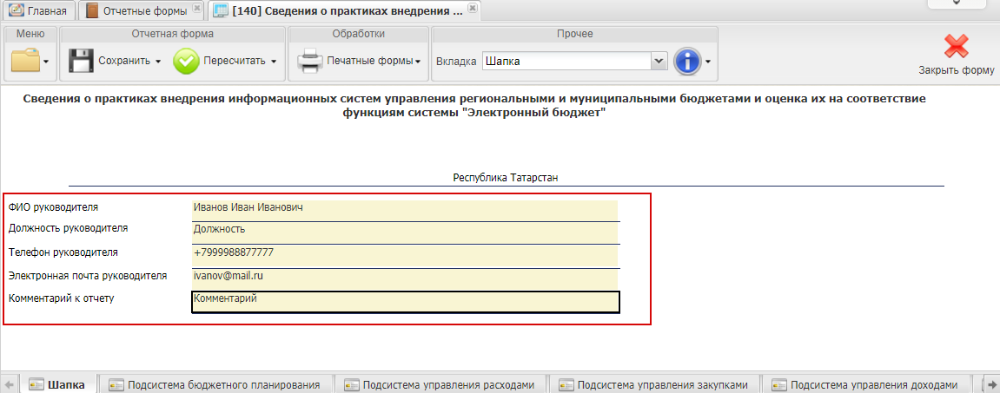 Главная
Отчетные формы
[140] Сведения о практиках внедрения ...
Меню
Отчетная форма
Обработки
Прочее
Сохранить
Пересчитать
Печатные формы
Вкладка
Шапка
Закрыть форму
Сведения о практиках внедрения информационных систем управления региональными и муниципальными бюджетами и оценка их на соответствие
функциям системы "Электронный бюджет"
Республика Татарстан
ФИО руководителя Иванов Иван Иванович
Должность руководителя Должность
Телефон руководителя +7999988877777
Электронная почта руководителя ivanov@mail.ru
Комментарий к отчету Комментарий
Шапка
Подсистема бюджетного планирования
Подсистема управления расходами
Подсистема управления закупками
Подсистема управления доходами